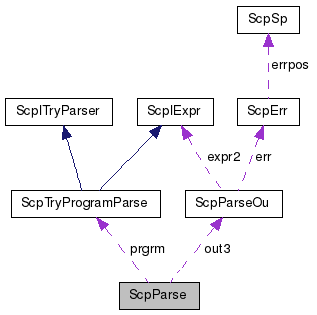 ScpSp
errpos
ScpITryParser
ScpIExpr
ScpErr
expr2
err
ScpTryProgramParse
ScpParseOu
prgrm
out3
ScpParse